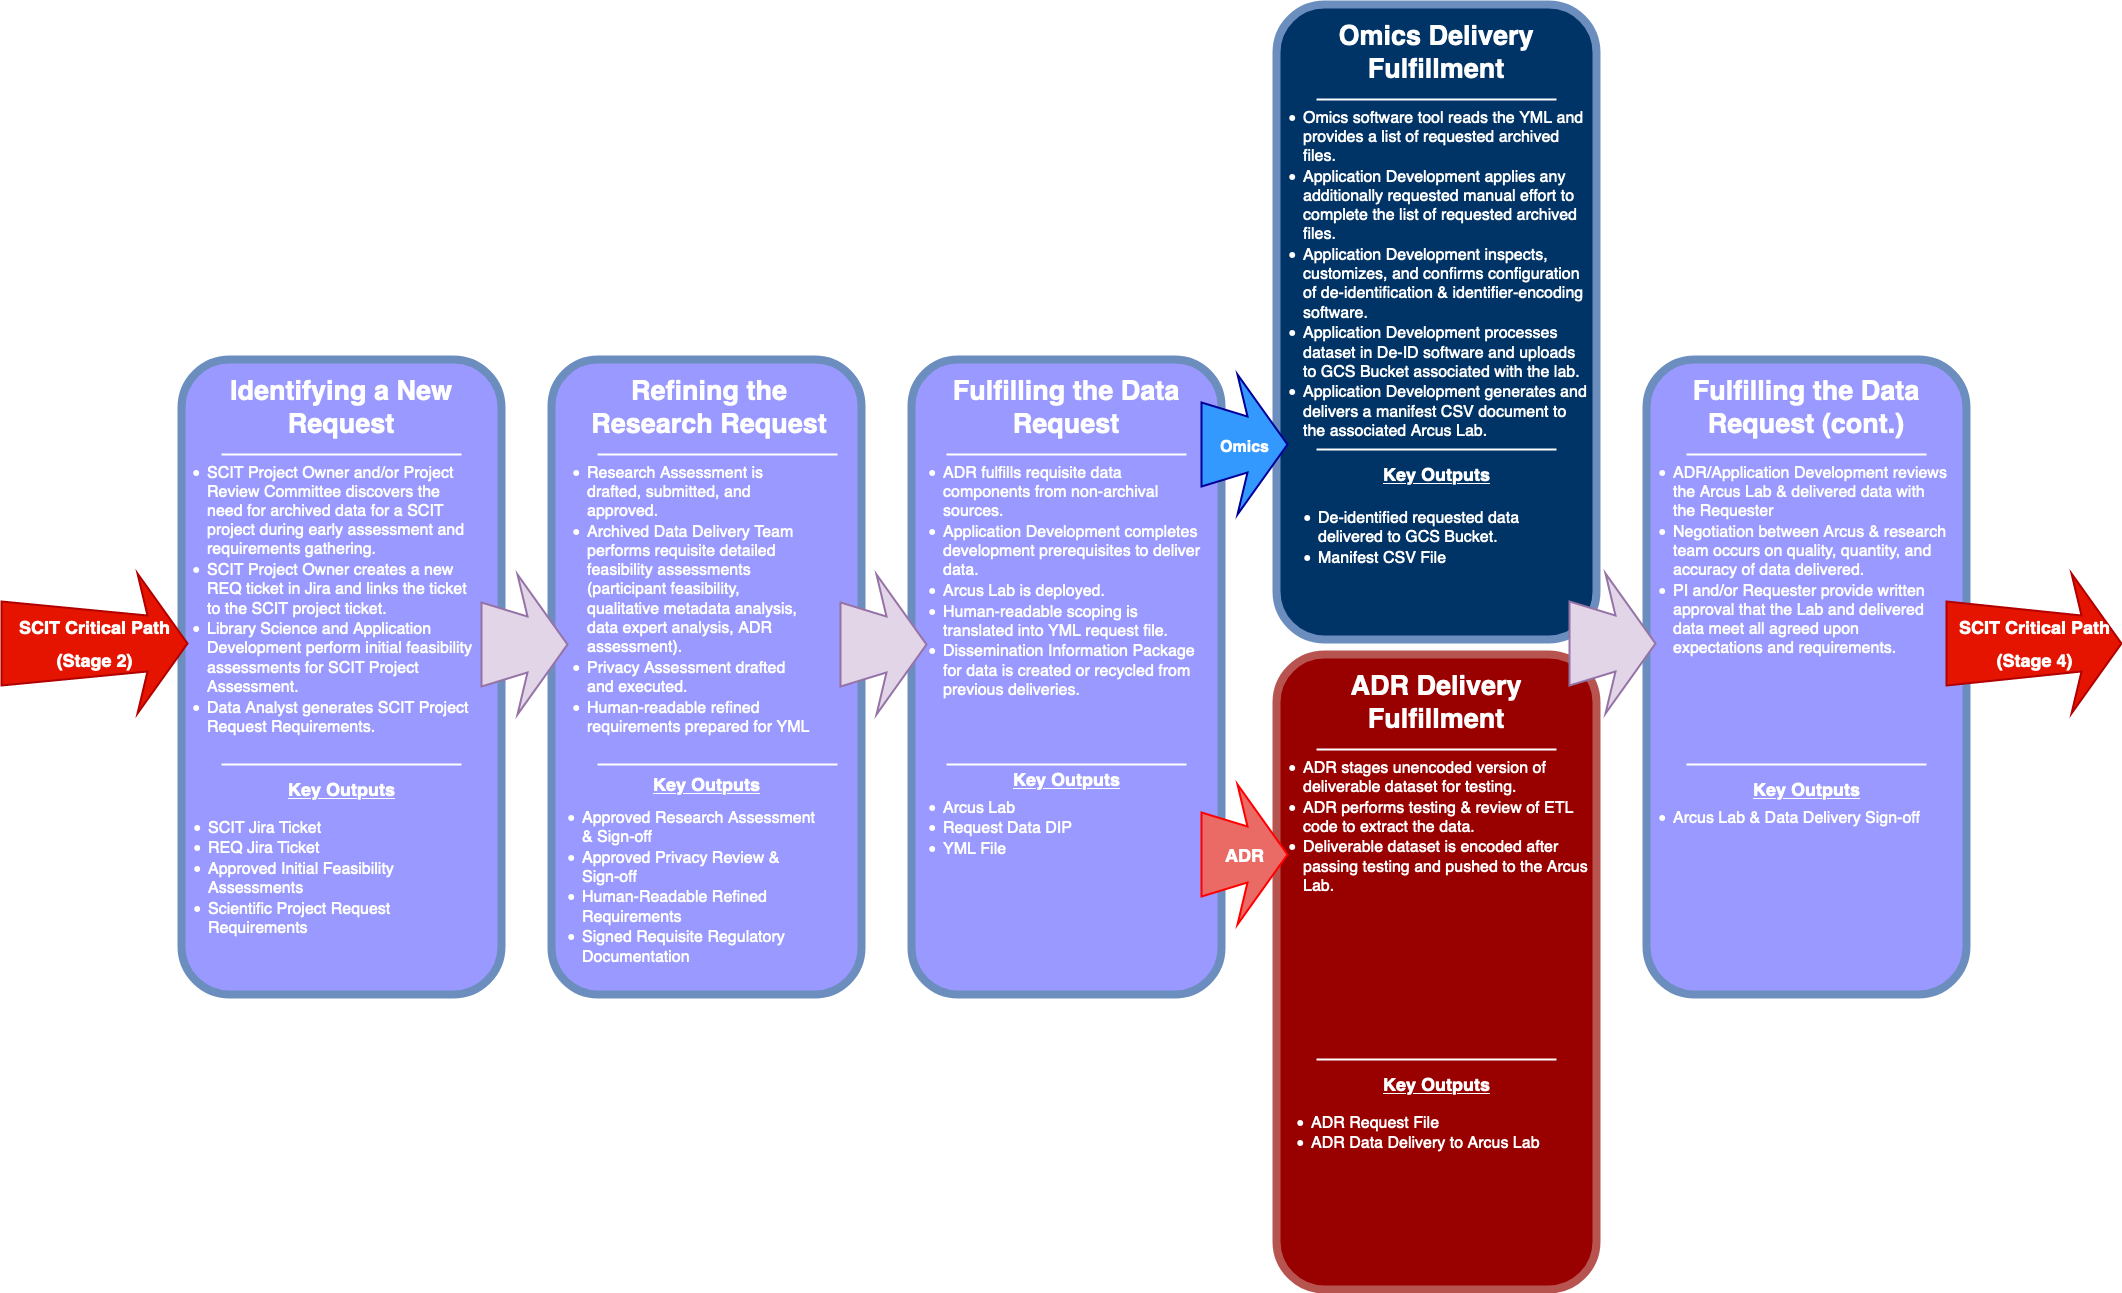 SCIT Critical Path
(Stage 2)
Identifying a New
Request
• SCIT Project Owner and/or Project
Review Committee discovers the
need for archived data for a SCIT
project during early assessment and
requirements gathering.
• SCIT Project Owner creates a new
REQ ticket in Jira and links the ticket
to the SCIT project ticket.
• Library Science and Application
Development perform initial feasibility
assessments for SCIT Project
Assessment.
• Data Analyst generates SCIT Project
Request Requirements.
Key Outputs
• SCIT Jira Ticket
• REQ Jira Ticket
• Approved Initial Feasibility
Assessments
• Scientific Project Request
Requirements
Refining the
Research Request
• Research Assessment is
drafted, submitted, and
approved.
• Archived Data Delivery Team
performs requisite detailed
feasibility assessments
(participant feasibility,
qualitative metadata analysis,
data expert analysis, ADR
assessment).
• Privacy Assessment drafted
and executed.
• Human-readable refined
requirements prepared for YML
Key Outputs
• Approved Research Assessment
& Sign-off
• Approved Privacy Review &
Sign-off
• Human-Readable Refined
Requirements
• Signed Requisite Regulatory
Documentation
Fulfilling the Data
Request
• ADR fulfills requisite data
components from non-archival
sources.
• Application Development completes
development prerequisites to deliver
data.
• Arcus Lab is deployed.
• Human-readable scoping is
translated into YML request file.
• Dissemination Information Package
for data is created or recycled from
previous deliveries.
Key Outputs
• Arcus Lab
• Request Data DIP
• YML File
Omics
Omics Delivery
Fulfillment
• Omics software tool reads the YML and
provides a list of requested archived
files.
• Application Development applies any
additionally requested manual effort to
complete the list of requested archived
files.
• Application Development inspects,
customizes, and confirms configuration
of de-identification & identifier-encoding
software.
• Application Development processes
dataset in De-ID software and uploads
to GCS Bucket associated with the lab.
• Application Development generates and
delivers a manifest CSV document to
the associated Arcus Lab.
Key Outputs
• De-identified requested data
delivered to GCS Bucket.
• Manifest CSV File
ADR
ADR Delivery
Fulfillment
• ADR stages unencoded version of
deliverable dataset for testing.
• ADR performs testing & review of ETL
code to extract the data.
• Deliverable dataset is encoded after
passing testing and pushed to the Arcus
Lab.
Key Outputs
• ADR Request File
• ADR Data Delivery to Arcus Lab
Fulfilling the Data
Request (cont.)
• ADR/Application Development reviews
the Arcus Lab & delivered data with
the Requester
• Negotiation between Arcus & research
team occurs on quality, quantity, and
accuracy of data delivered.
• PI and/or Requester provide written
approval that the Lab and delivered
data meet all agreed upon
expectations and requirements.
Key Outputs
• Arcus Lab & Data Delivery Sign-off
SCIT Critical Path
(Stage 4)